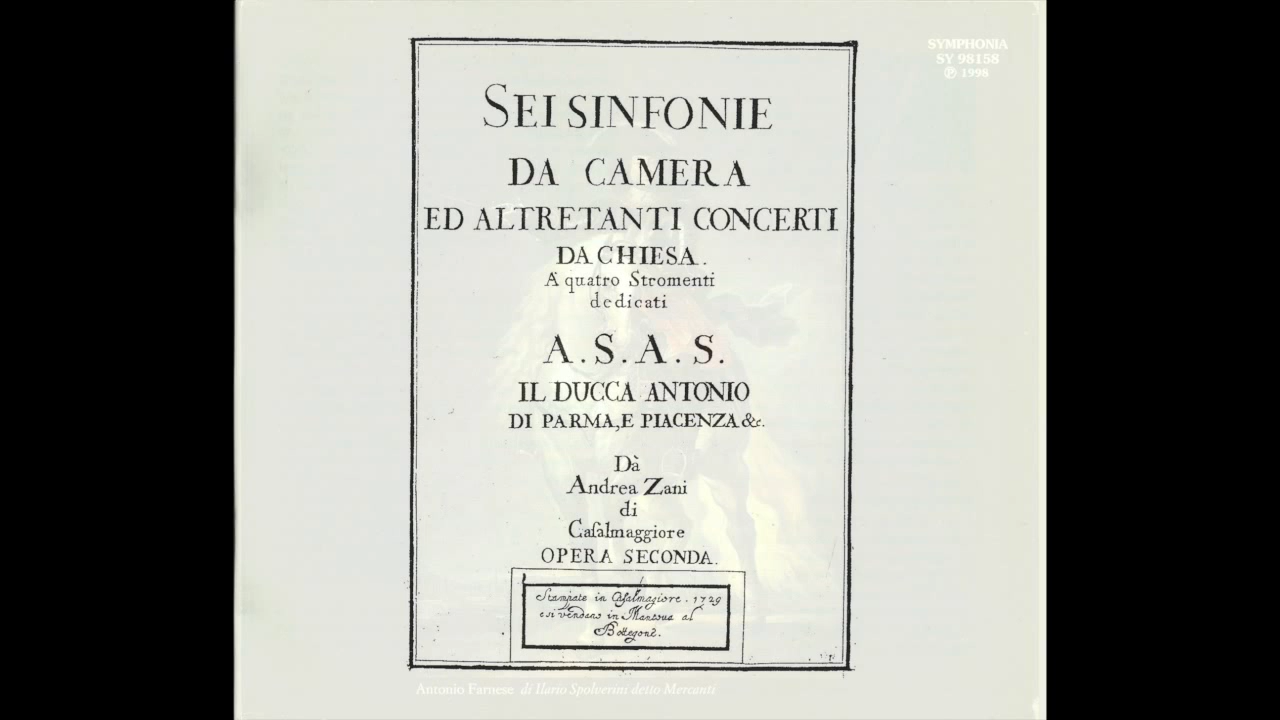 SYMPHONIA
SY 98158
℗ 1998
SEI SINFONIE
DA CAMERA
ED ALTRETANTI CONCERTI
DA CHIESA.
A quatro Stromenti
dedicati
A. S. A. S.
IL DUCCA ANTONIO
DI PARMA, E PIACENZA &c.
Dà
Andrea Zani
di
Caſalmaggiore
OPERA SECONDA.
Stampate in Caſalmagiore. 1729
e si vendano in Mantoua al
Bottegone.
Antonio Farnese di Ilario Spolverini detto Mercanti